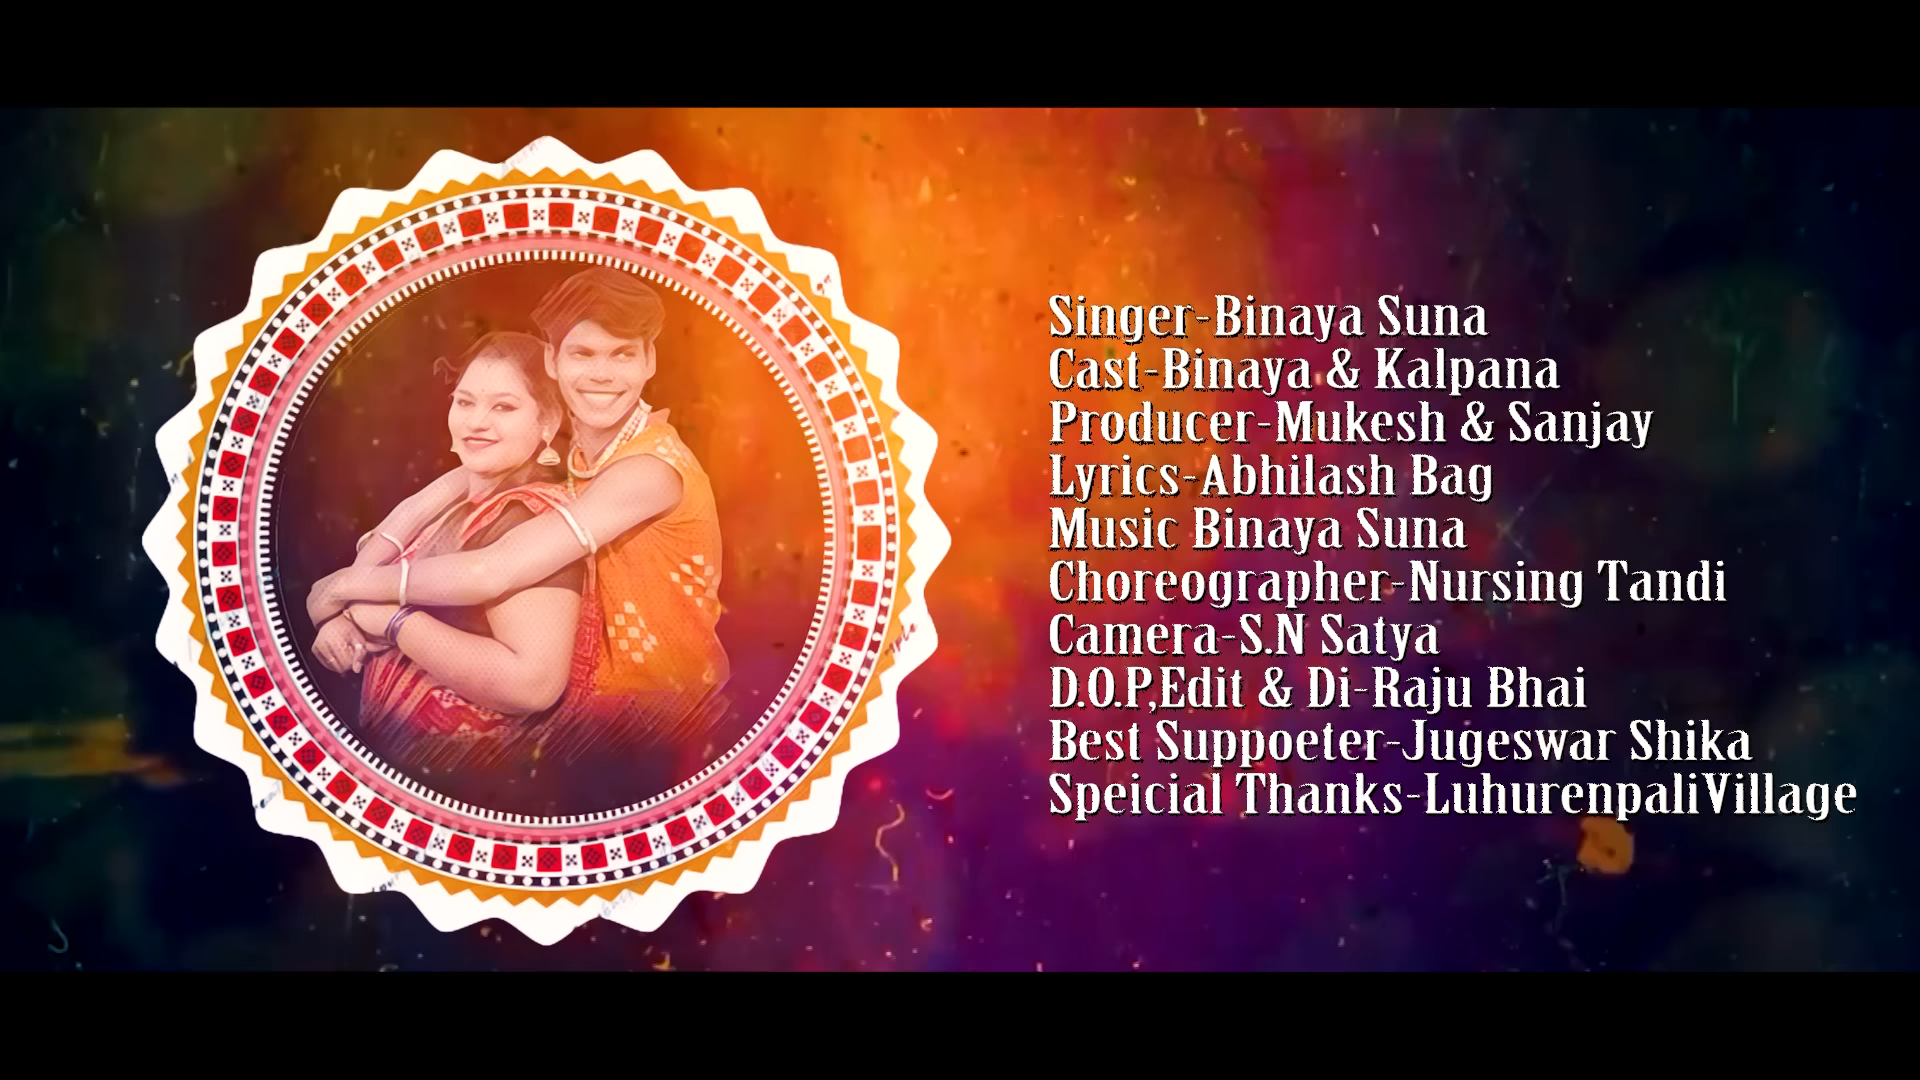 Singer-Binaya Suna
Cast-Binaya & Kalpana
Producer-Mukesh & Sanjay
Lyrics-Abhilash Bag
Music Binaya Suna
Choreographer-Nursing Tandi
Camera-S.N Satya
D.O.P,Edit & Di-Raju Bhai
Best Suppoeter-Jugeswar Shika
Speicial Thanks-LuhurenpaliVillage